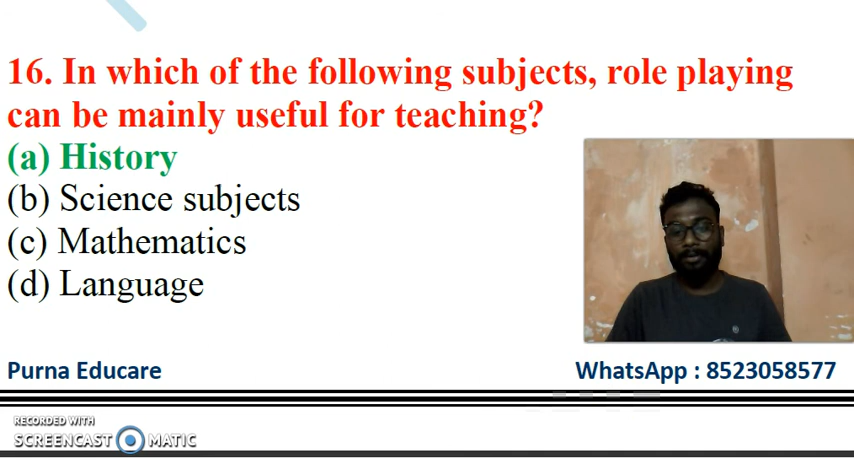 16. In which of the following subjects, role playing
can be mainly useful for teaching?
(a) History
(b) Science subjects
(c) Mathematics
(d) Language
Purna Educare
WhatsApp : 8523058577
RECORDED WITH
SCREENCAST MATIC